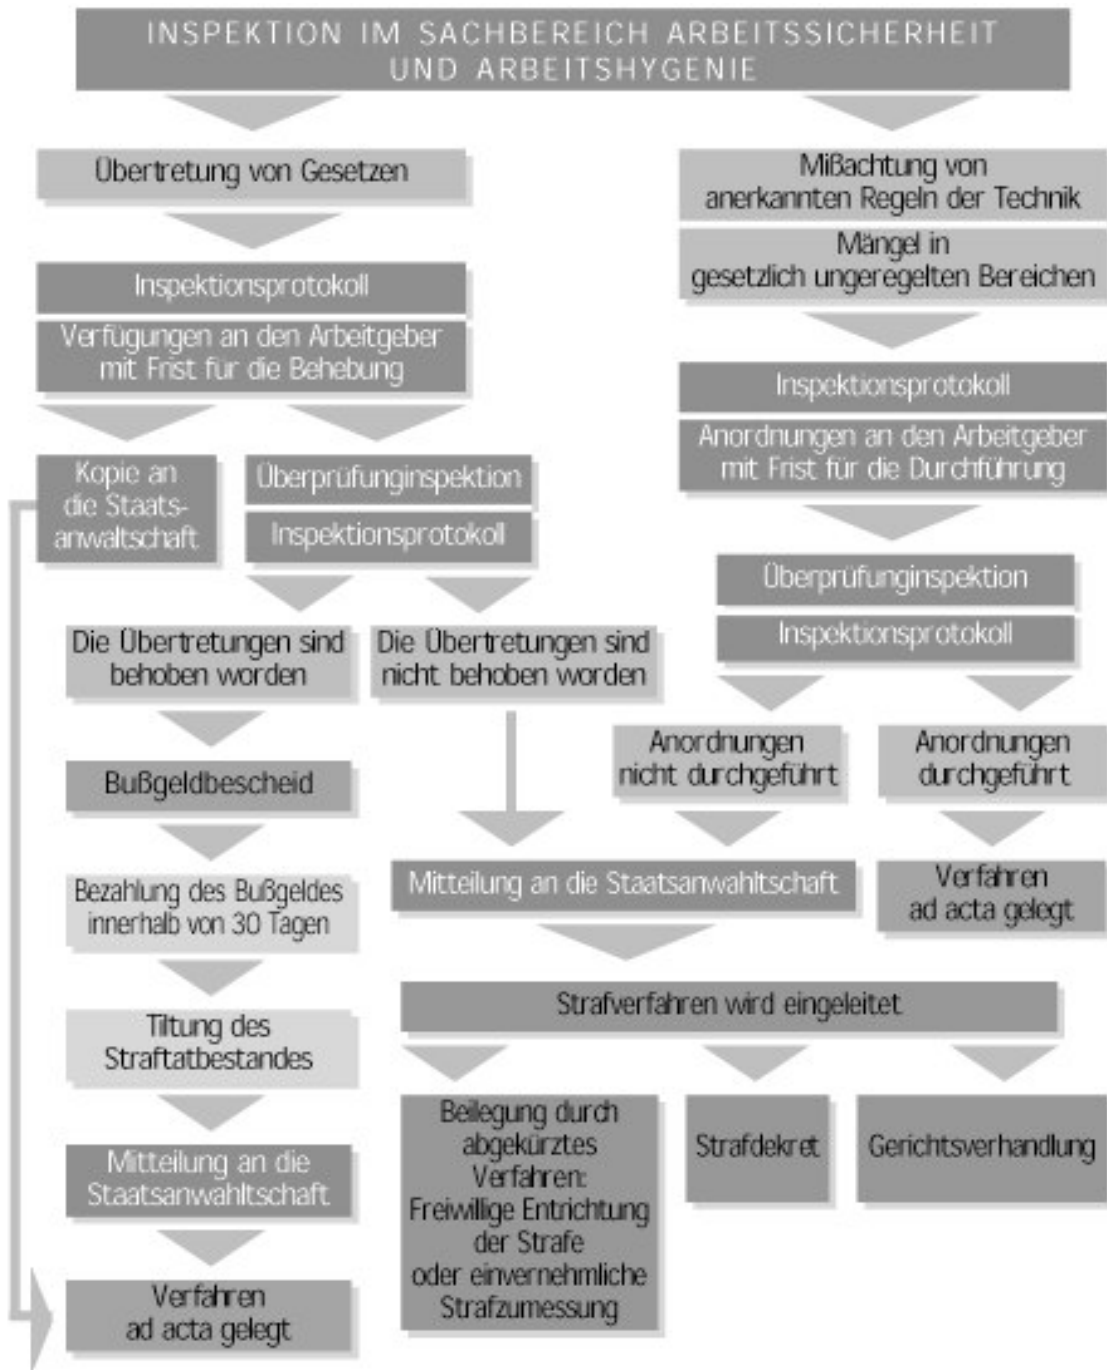 INSPEKTION IM SACHBEREICH ARBEITSSICHERHEIT
UND ARBEITSHYGENIE
Übertretung von Gesetzen
Inspektionsprotokoll
Verfügungen an den Arbeitgeber
mit Frist für die Behebung
Kopie an
die Staats-
anwaltschaft
Überprüfunginspektion
Inspektionsprotokoll
Die Übertretungen sind
behoben worden
Die Übertretungen sind
nicht behoben worden
Bußgeldbescheid
Bezahlung des Bußgeldes
innerhalb von 30 Tagen
Tiltung des
Straftatbestandes
Mitteilung an die
Staatsanwahltschaft
Verfahren
ad acta gelegt
Mißachtung von
anerkannten Regeln der Technik
Mängel in
gesetzlich ungeregelten Bereichen
Inspektionsprotokoll
Anordnungen an den Arbeitgeber
mit Frist für die Durchführung
Überprüfunginspektion
Inspektionsprotokoll
Anordnungen
nicht durchgeführt
Anordnungen
durchgeführt
Mitteilung an die Staatsanwahltschaft
Verfahren
ad acta gelegt
Strafverfahren wird eingeleitet
Beilegung durch
abgekürztes
Verfahren:
Freiwillige Entrichtung
der Strafe
oder einvernehmliche
Strafzumessung
Strafdekret
Gerichtsverhandlung